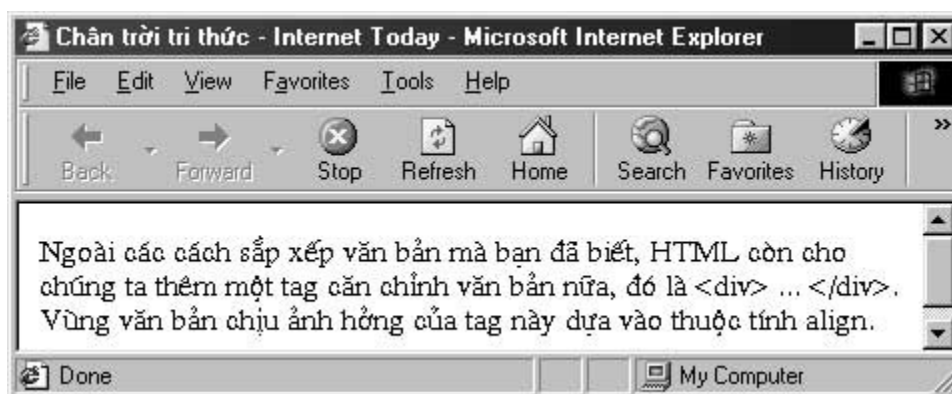 Chân trời tri thức - Internet Today - Microsoft Internet Explorer
File Edit View Favorites Tools Help
Back Forward Stop Refresh Home Search Favorites History »
Ngoài các cách sắp xếp văn bản mà bạn đã biết, HTML còn cho
chúng ta thêm một tag căn chỉnh văn bản nữa, đó là <div> ... </div>.
Vùng văn bản chịu ảnh hởng của tag này dựa vào thuộc tính align.
Done My Computer